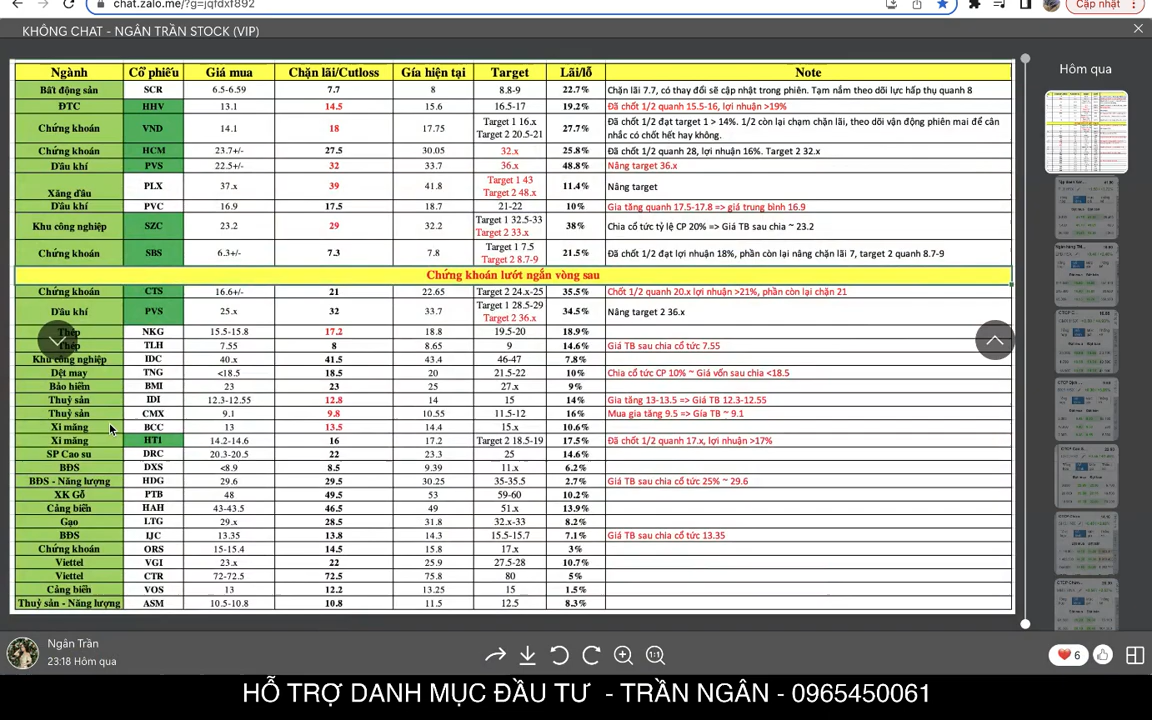 chat.zalo.me/?g=jqfdxf892
Cập nhật
KHÔNG CHAT - NGÂN TRẦN STOCK (VIP)
Hôm qua
Ngành Cổ phiếu Giá mua Chặn lãi/Cutloss Gía hiện tại Target Lãi/lỗ Note
Bất động sản SCR 6.5-6.59 7.7 8 8.8-9 22.7% Chặn lãi 7.7, có thay đổi sẽ cập nhật trong phiên. Tạm nắm theo dõi lực hấp thụ quanh 8
ĐTC HHV 13.1 14.5 15.6 16.5-17 19.2% Đã chốt 1/2 quanh 15.5-16, lợi nhuận >19%
Chứng khoán VND 14.1 18 17.75 Target 1 16.x 27.7% Đã chốt 1/2 đạt target 1 > 14%. 1/2 còn lại chạm chặn lãi, theo dõi vận động phiên mai để cân
Target 2 20.5-21 nhắc có chốt hết hay không.
Chứng khoán HCM 23.7+/- 27.5 30.05 32.x 25.8% Đã chốt 1/2 quanh 28, lợi nhuận 16%. Target 2 32.x
Dầu khí PVS 22.5+/- 32 33.7 36.x 48.8% Nâng target 36.x
Xăng dầu PLX 37.x 39 41.8 Target 1 43 11.4% Nâng target
Target 2 48.x
Dầu khí PVC 16.9 17.5 18.7 21-22 10% Gia tăng quanh 17.5-17.8 => giá trung bình 16.9
Khu công nghiệp SZC 23.2 29 32.2 Target 1 32.5-33 38% Chia cổ tức tỷ lệ CP 20% => Giá TB sau chia ~ 23.2
Target 2 33.x
Chứng khoán SBS 6.3+/- 7.3 7.8 Target 1 7.5 21.5% Đã chốt 1/2 đạt lợi nhuận 18%, phần còn lại nâng chặn lãi 7, target 2 quanh 8.7-9
Target 2 8.7-9
Chứng khoán lướt ngắn vòng sau
Chứng khoán CTS 16.6+/- 21 22.65 Target 2 24.x-25 35.5% Chốt 1/2 quanh 20.x lợi nhuận >21%, phần còn lại chặn 21
Dầu khí PVS 25.x 32 33.7 Target 1 28.5-29 34.5% Nâng target 2 36.x
Target 2 36.x
Thép NKG 15.5-15.8 17.2 18.8 19.5-20 18.9%
Thép TLH 7.55 8 8.65 9 14.6% Giá TB sau chia cổ tức 7.55
Khu công nghiệp IDC 40.x 41.5 43.4 46-47 7.8%
Dệt may TNG <18.5 18.5 20 21.5-22 10% Chia cổ tức CP 10% ~ Giá vốn sau chia <18.5
Bảo hiểm BMI 23 23 25 27.x 9%
Thuỷ sản IDI 12.3-12.55 12.8 14 15 14% Gia tăng 13-13.5 => Giá TB 12.3-12.55
Thuỷ sản CMX 9.1 9.8 10.55 11.5-12 16% Mua gia tăng 9.5 => Gía TB ~ 9.1
Xi măng BCC 13 13.5 14.4 15.x 10.6%
Xi măng HT1 14.2-14.6 16 17.2 Target 2 18.5-19 17.5% Đã chốt 1/2 quanh 17.x, lợi nhuận >17%
SP Cao su DRC 20.3-20.5 22 23.3 25 14.6%
BĐS DXS <8.9 8.5 9.39 11.x 6.2%
BĐS - Năng lượng HDG 29.6 29.5 30.25 35-35.5 2.7% Giá TB sau chia cổ tức 25% ~ 29.6
XK Gỗ PTB 48 49.5 53 59-60 10.2%
Cảng biển HAH 43-43.5 46.5 49 51.x 13.9%
Gạo LTG 29.x 28.5 31.8 32.x-33 8.2%
BĐS IJC 13.35 13.8 14.3 15.5-15.7 7.1% Giá TB sau chia cổ tức 13.35
Chứng khoán ORS 15-15.4 14.5 15.8 17.x 3%
Viettel VGI 23.x 22 25.9 27.5-28 10.7%
Viettel CTR 72-72.5 72.5 75.8 80 5%
Cảng biển VOS 13 12.2 13.25 15 1.5%
Thuỷ sản - Năng lượng ASM 10.5-10.8 10.8 11.5 12.5 8.3%
Ngân Trần
23:18 Hôm qua
1:1
6
HỖ TRỢ DANH MỤC ĐẦU TƯ - TRẦN NGÂN - 0965450061